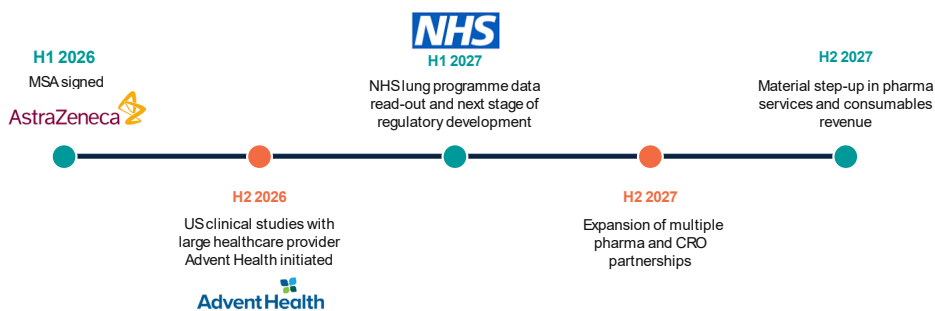 H1 2026
MSA signed
AstraZeneca
H2 2026
US clinical studies with
large healthcare provider
Advent Health initiated
Advent Health
NHS
H1 2027
NHS lung programme data
read-out and next stage of
regulatory development
H2 2027
Expansion of multiple
pharma and CRO
partnerships
H2 2027
Material step-up in pharma
services and consumables
revenue